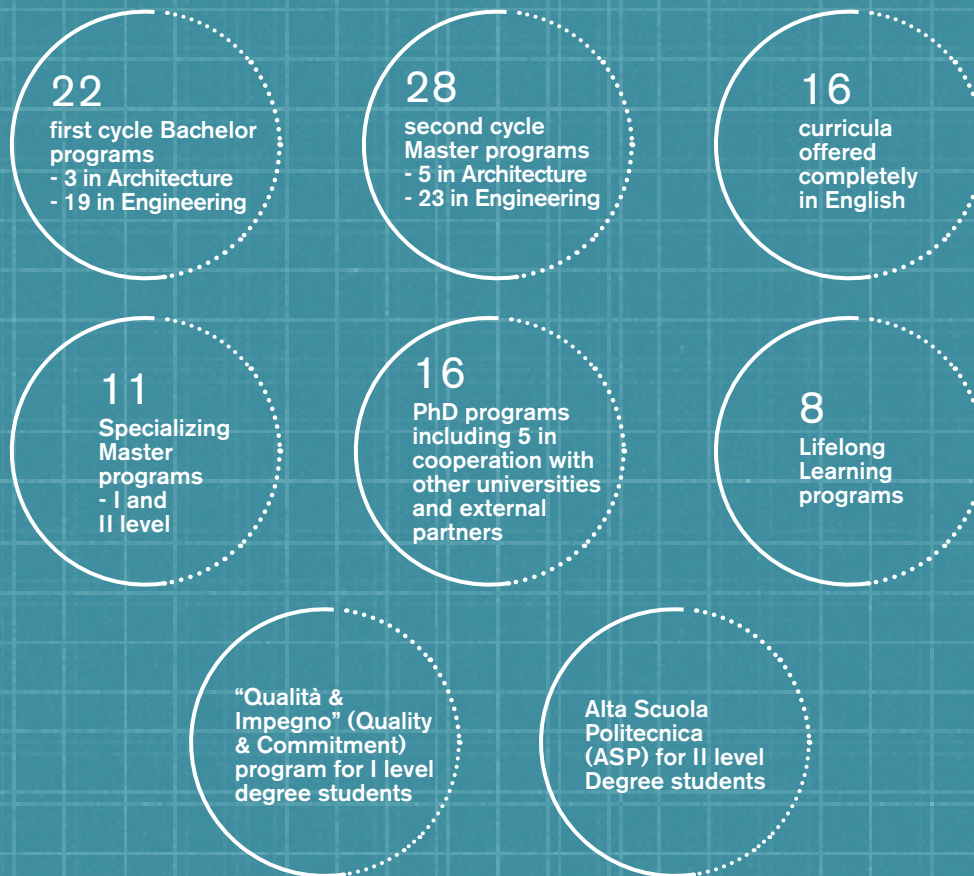 22
first cycle Bachelor
programs
- 3 in Architecture
- 19 in Engineering
28
second cycle
Master programs
- 5 in Architecture
- 23 in Engineering
16
curricula
offered
completely
in English
11
Specializing
Master
programs
- I and
II level
16
PhD programs
including 5 in
cooperation with
other universities
and external
partners
8
Lifelong
Learning
programs
“Qualità &
Impegno” (Quality
& Commitment)
program for I level
degree students
Alta Scuola
Politecnica
(ASP) for II level
Degree students